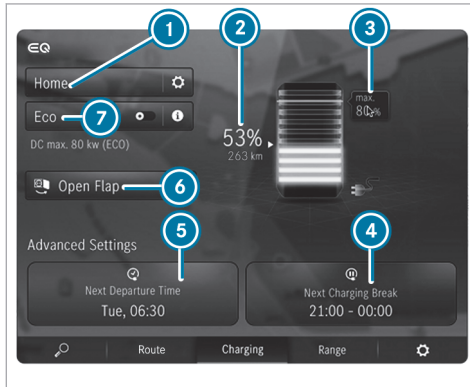 1
2
3
EQ
Home
max.
80%
Eco
7
53%
263 km
DC max. 80 kw (ECO)
Open Flap
6
Advanced Settings
5
4
Next Departure Time
Tue, 06:30
Next Charging Break
21:00 - 00:00
Route
Charging
Range